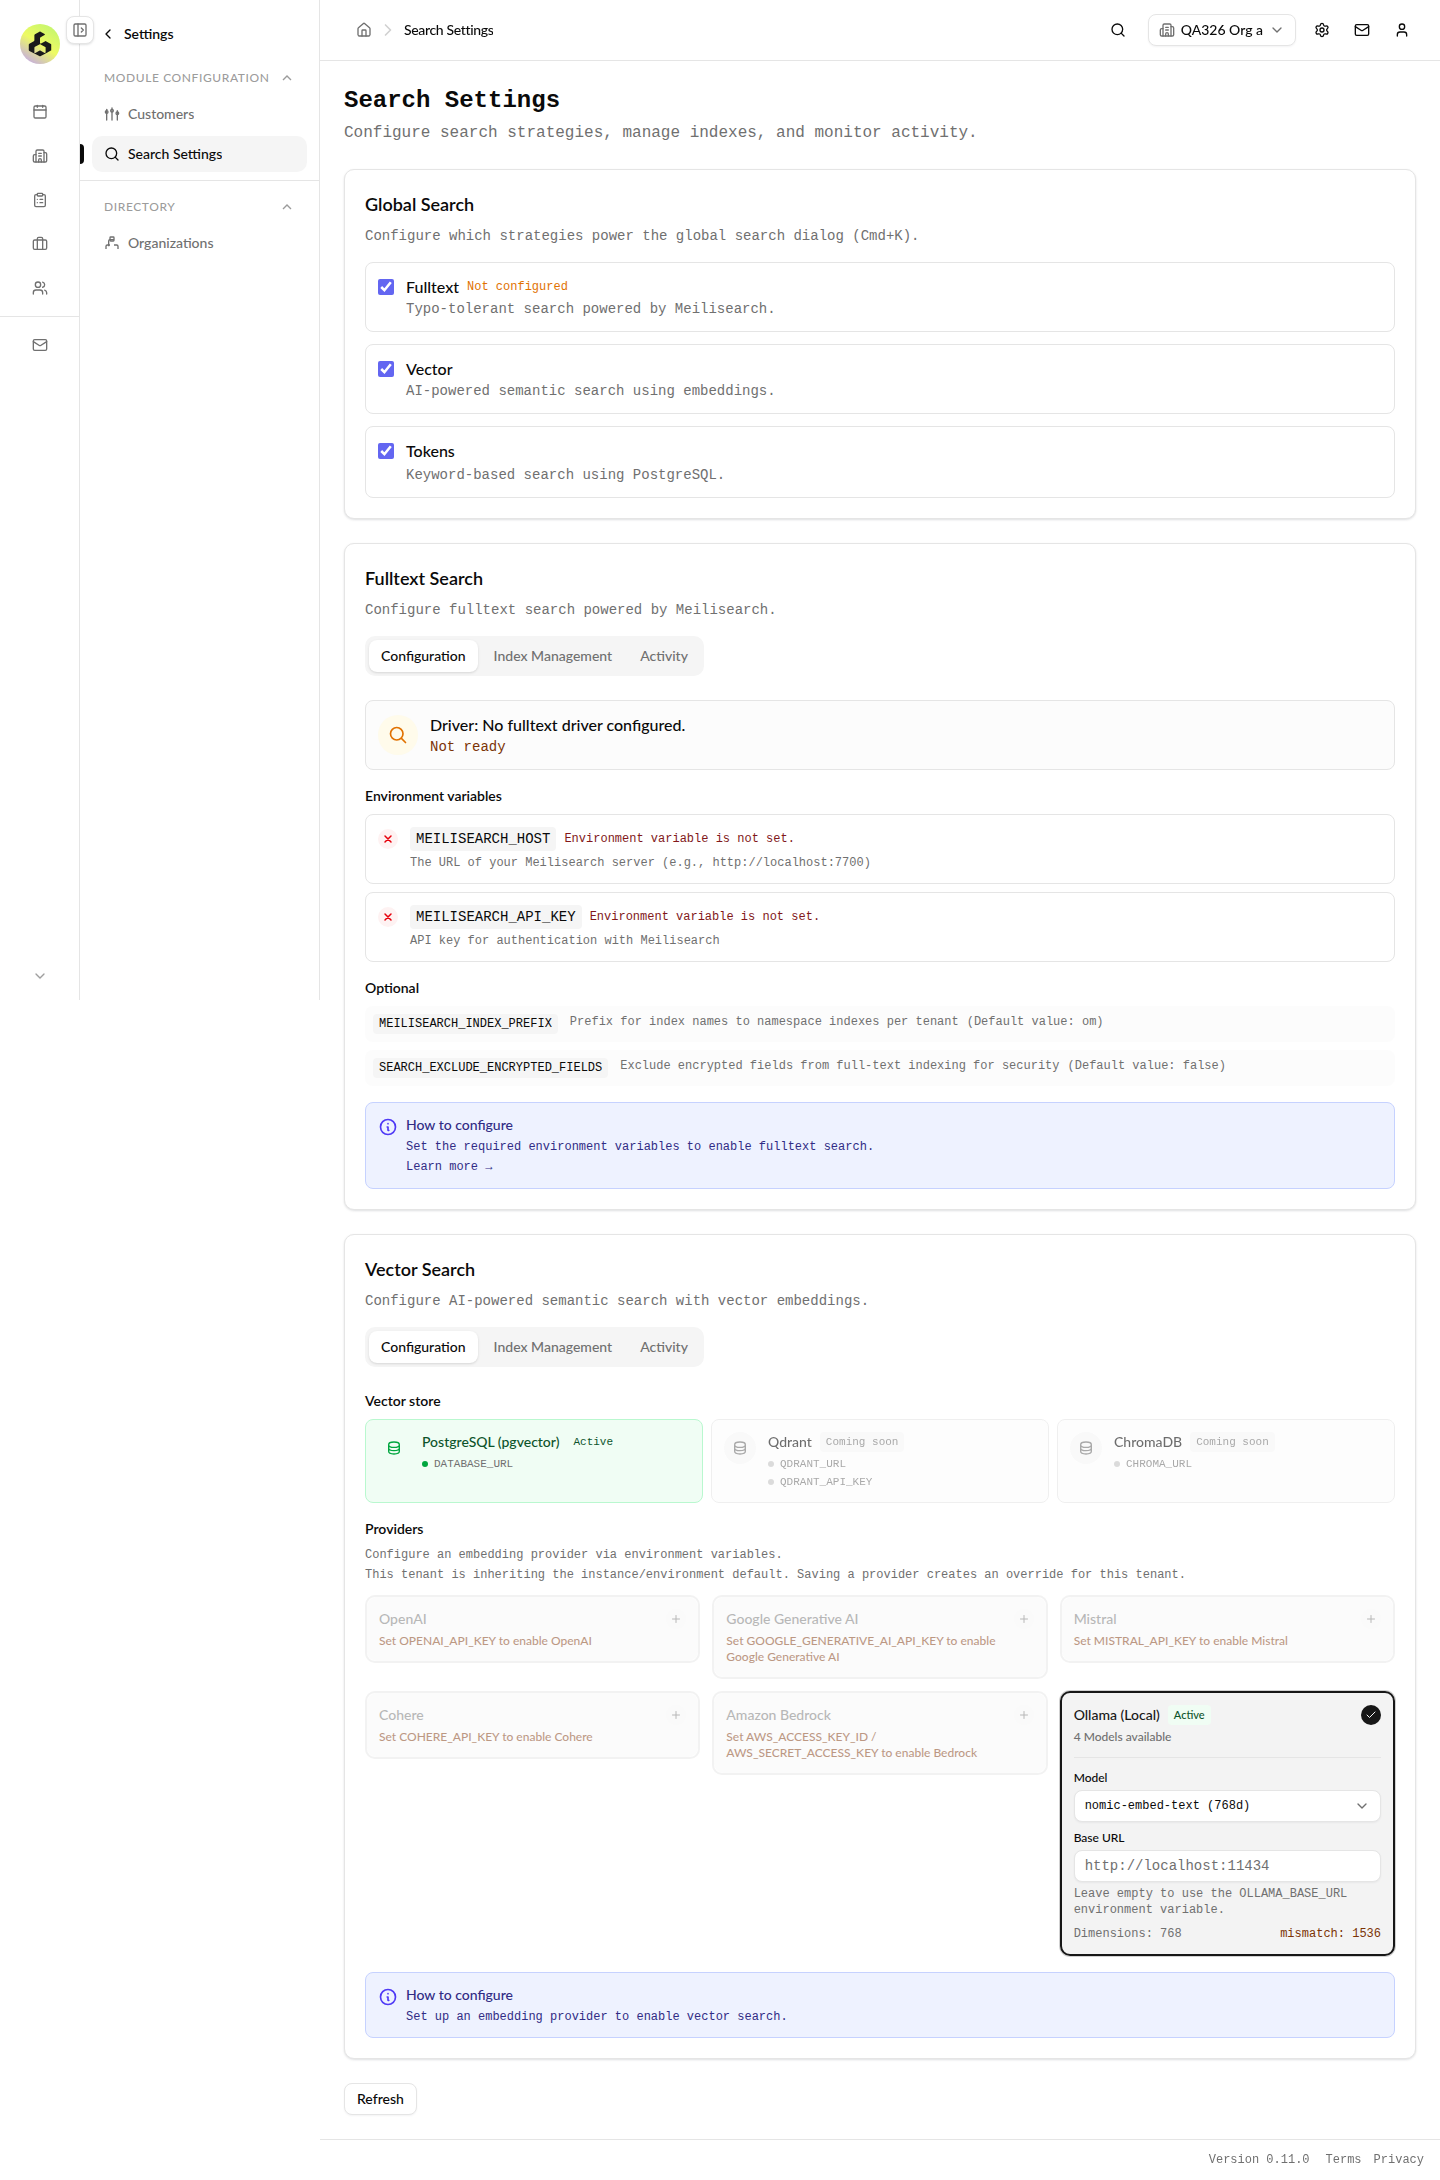 Settings
MODULE CONFIGURATION
Customers
Search Settings
DIRECTORY
Organizations
Search Settings
QA326 Org a
Search Settings
Configure search strategies, manage indexes, and monitor activity.
Global Search
Configure which strategies power the global search dialog (Cmd+K).
Fulltext Not configured
Typo-tolerant search powered by Meilisearch.
Vector
AI-powered semantic search using embeddings.
Tokens
Keyword-based search using PostgreSQL.
Fulltext Search
Configure fulltext search powered by Meilisearch.
Configuration Index Management Activity
Driver: No fulltext driver configured.
Not ready
Environment variables
MEILISEARCH_HOST Environment variable is not set.
The URL of your Meilisearch server (e.g., http://localhost:7700)
MEILISEARCH_API_KEY Environment variable is not set.
API key for authentication with Meilisearch
Optional
MEILISEARCH_INDEX_PREFIX Prefix for index names to namespace indexes per tenant (Default value: om)
SEARCH_EXCLUDE_ENCRYPTED_FIELDS Exclude encrypted fields from full-text indexing for security (Default value: false)
How to configure
Set the required environment variables to enable fulltext search.
Learn more →
Vector Search
Configure AI-powered semantic search with vector embeddings.
Configuration Index Management Activity
Vector store
PostgreSQL (pgvector) Active
DATABASE_URL
Qdrant Coming soon
QDRANT_URL
QDRANT_API_KEY
ChromaDB Coming soon
CHROMA_URL
Providers
Configure an embedding provider via environment variables.
This tenant is inheriting the instance/environment default. Saving a provider creates an override for this tenant.
OpenAI
Set OPENAI_API_KEY to enable OpenAI
Google Generative AI
Set GOOGLE_GENERATIVE_AI_API_KEY to enable
Google Generative AI
Mistral
Set MISTRAL_API_KEY to enable Mistral
Cohere
Set COHERE_API_KEY to enable Cohere
Amazon Bedrock
Set AWS_ACCESS_KEY_ID /
AWS_SECRET_ACCESS_KEY to enable Bedrock
Ollama (Local) Active
4 Models available
Model
nomic-embed-text (768d)
Base URL
http://localhost:11434
Leave empty to use the OLLAMA_BASE_URL
environment variable.
Dimensions: 768 mismatch: 1536
How to configure
Set up an embedding provider to enable vector search.
Refresh
Version 0.11.0 Terms Privacy